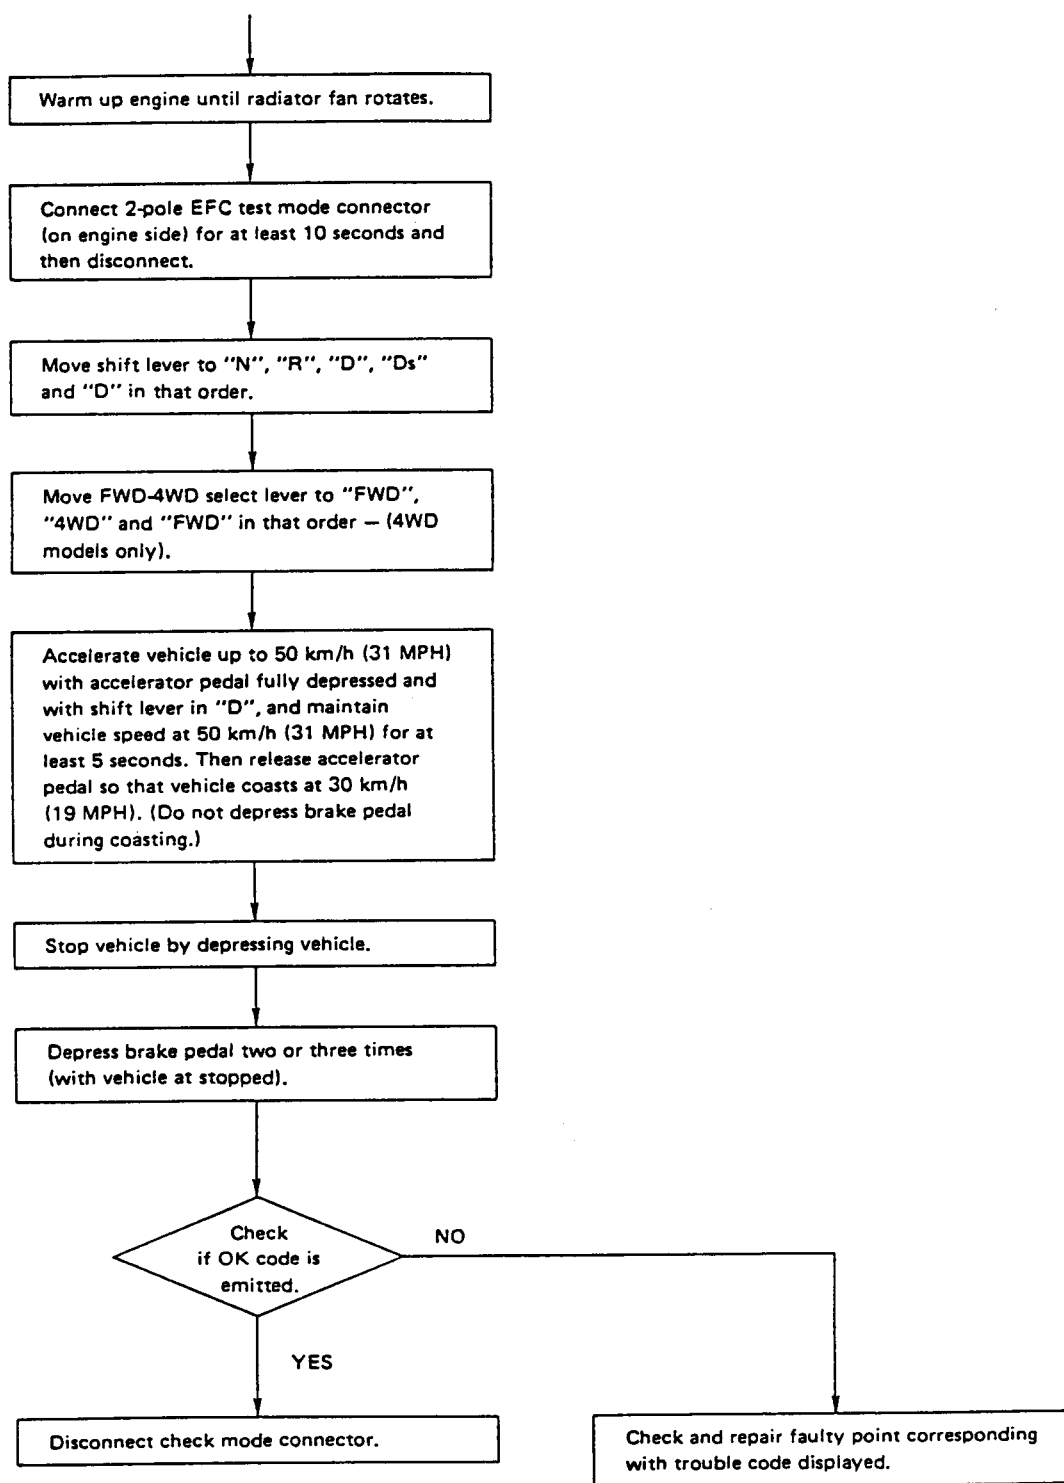 Warm up engine until radiator fan rotates.
Connect 2-pole EFC test mode connector
(on engine side) for at least 10 seconds and
then disconnect.
Move shift lever to “N”, “R”, “D”, “Ds”
and “D” in that order.
Move FWD-4WD select lever to “FWD”,
“4WD” and “FWD” in that order — (4WD
models only).
Accelerate vehicle up to 50 km/h (31 MPH)
with accelerator pedal fully depressed and
with shift lever in “D”, and maintain
vehicle speed at 50 km/h (31 MPH) for at
least 5 seconds. Then release accelerator
pedal so that vehicle coasts at 30 km/h
(19 MPH). (Do not depress brake pedal
during coasting.)
Stop vehicle by depressing vehicle.
Depress brake pedal two or three times
(with vehicle at stopped).
Check
if OK code is
emitted.
NO
YES
Disconnect check mode connector.
Check and repair faulty point corresponding
with trouble code displayed.